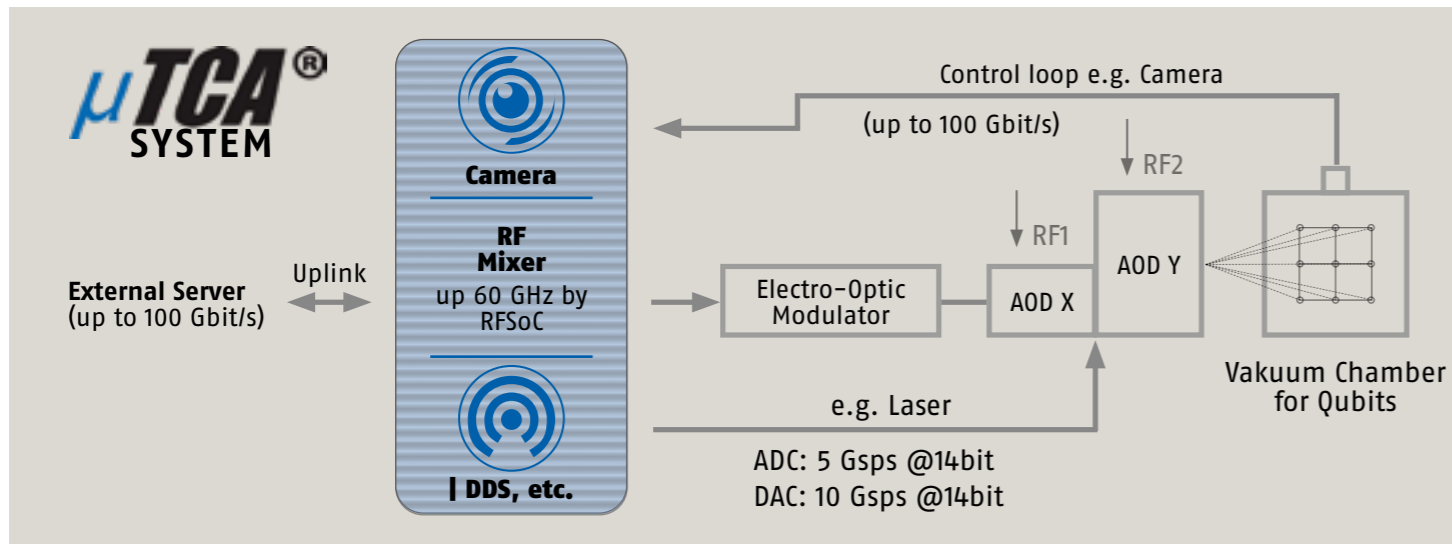 μTCA®
SYSTEM
External Server
(up to 100 Gbit/s)
Uplink
Camera
RF
Mixer
up 60 GHz by
RFSoC
| DDS, etc.
Control loop e.g. Camera
(up to 100 Gbit/s)
RF2
RF1
Electro-Optic
Modulator
AOD X
AOD Y
Vakuum Chamber
for Qubits
e.g. Laser
ADC: 5 Gsps @14bit
DAC: 10 Gsps @14bit